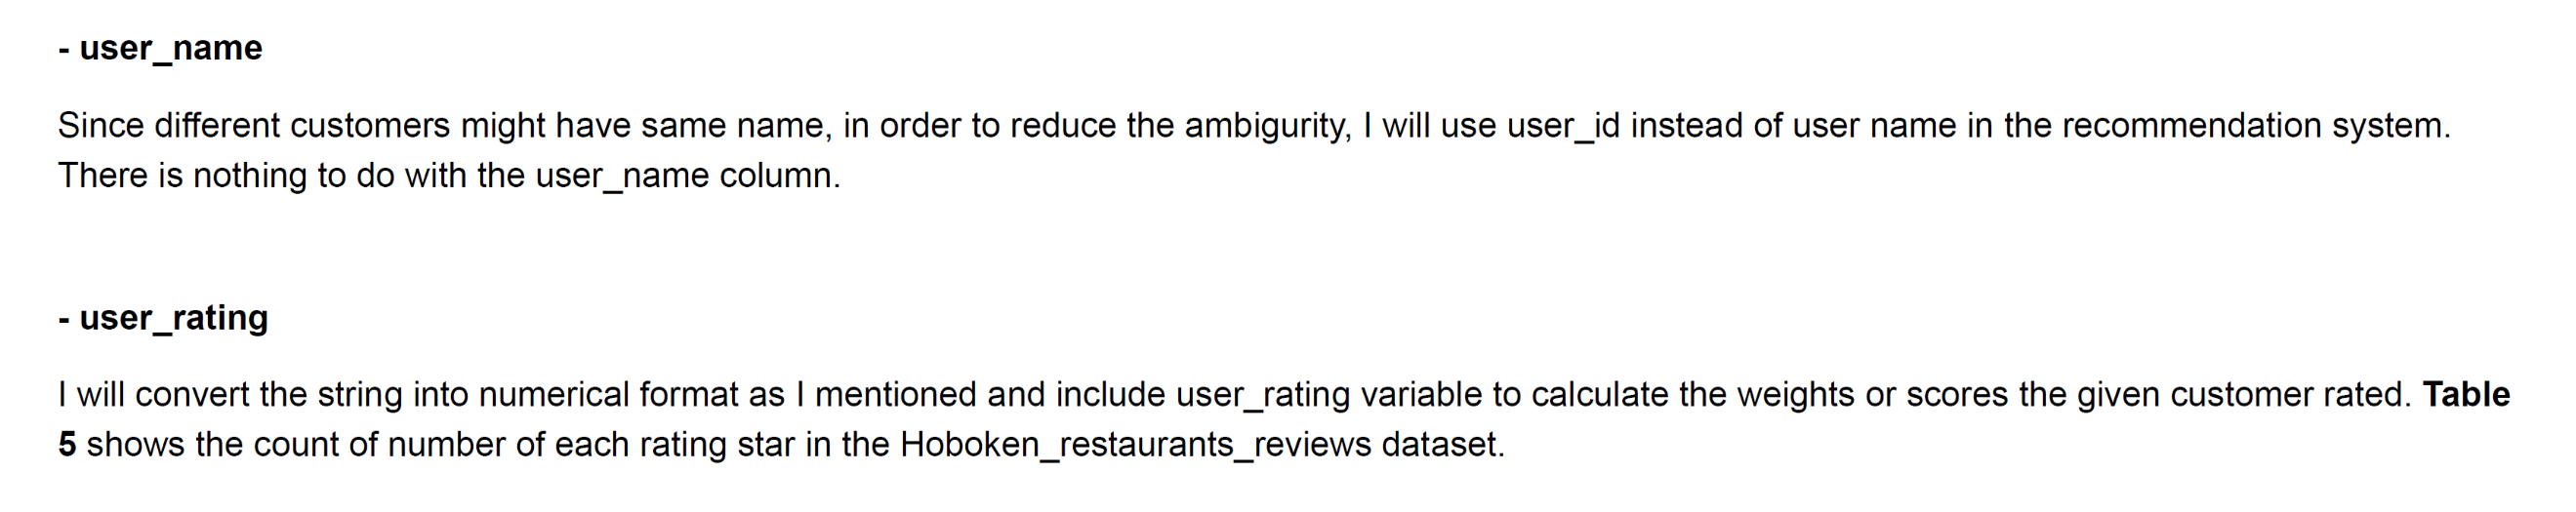 - user_name
Since different customers might have same name, in order to reduce the ambigurity, I will use user_id instead of user name in the recommendation system.
There is nothing to do with the user_name column.
- user_rating
I will convert the string into numerical format as I mentioned and include user_rating variable to calculate the weights or scores the given customer rated. Table
5 shows the count of number of each rating star in the Hoboken_restaurants_reviews dataset.